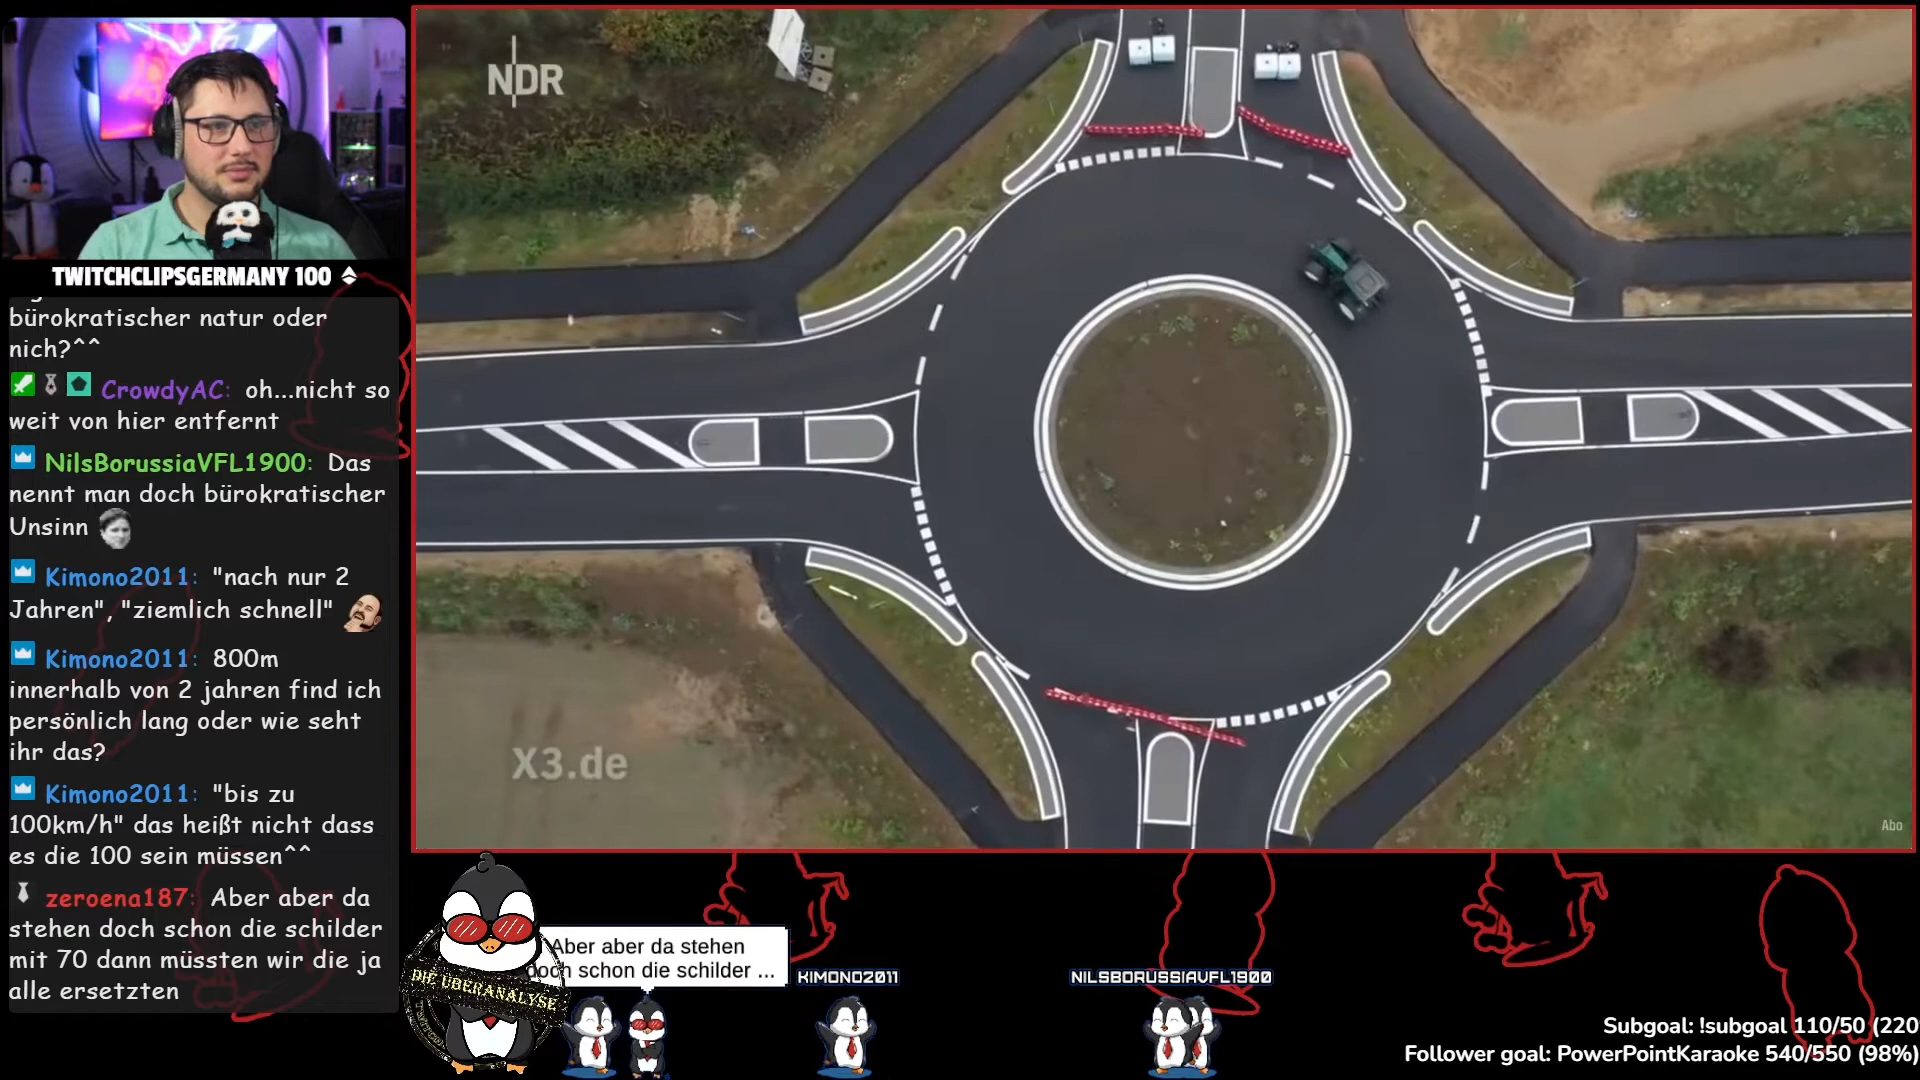 TWITCHCLIPSGERMANY 100
bürokratischer natur oder
nich?^^
CrowdyAC: oh...nicht so
weit von hier entfernt
NilsBorussiaVFL1900: Das
nennt man doch bürokratischer
Unsinn
Kimono2011: "nach nur 2
Jahren", "ziemlich schnell"
Kimono2011: 800m
innerhalb von 2 jahren find ich
persönlich lang oder wie seht
ihr das?
Kimono2011: "bis zu
100km/h" das heißt nicht dass
es die 100 sein müssen^^
zeroena187: Aber aber da
stehen doch schon die schilder
mit 70 dann müssten wir die ja
alle ersetzten
NDR
X3.de
Abo
DIE ÜBERANALYSE
Aber aber da stehen
doch schon die schilder ...
KIMONO2011
NILSBORUSSIAVFL1900
Subgoal: !subgoal 110/50 (220
Follower goal: PowerPointKaraoke 540/550 (98%)